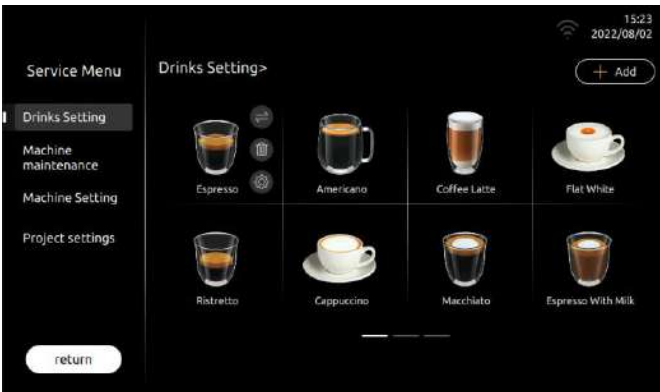 15:23
2022/08/02
Service Menu
Drinks Setting>
+ Add
Drinks Setting
Machine
maintenance
Machine Setting
Project settings
Espresso
Americano
Coffee Latte
Flat White
Ristretto
Cappuccino
Macchiato
Espresso With Milk
return